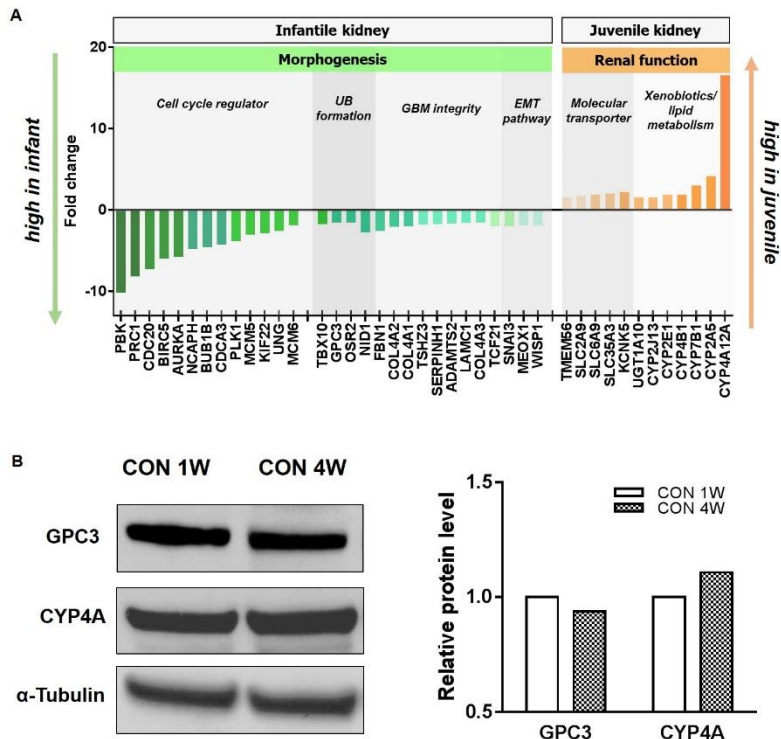 A
Infantile kidney
Juvenile kidney
Morphogenesis
Renal function
Cell cycle regulator
UB
formation
GBM integrity
EMT
pathway
Molecular
transporter
Xenobiotics/
lipid
metabolism
high in infant
Fold change
20
10
0
-10
high in juvenile
PBK
PRC1
CDC20
BIRC5
AURKA
NCAPH
BUB1B
CDCA3
PLK1
MCM5
KIF22
UNG
MCM6
TBX10
GPC3
OSR2
NID1
FBN1
COL4A2
COL4A1
TSHZ3
SERPINH1
ADAMTS2
LAMC1
COL4A3
TCF21
SNAI3
MEOX1
WISP1
TMEM56
SLC2A9
SLC6A9
SLC35A3
KCNK5
UGT1A10
CYP2J13
CYP2E1
CYP4B1
CYP7B1
CYP2A5
CYP4A12A
B
CON 1W CON 4W
GPC3
CYP4A
α-Tubulin
Relative protein level
1.5
1.0
0.5
CON 1W
CON 4W
GPC3 CYP4A